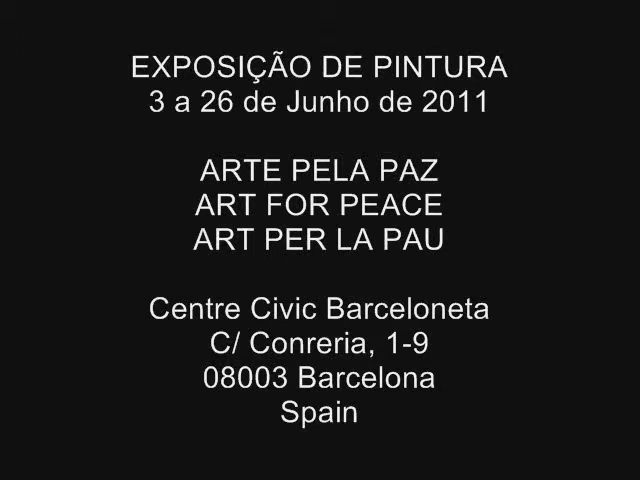 EXPOSIÇÃO DE PINTURA
3 a 26 de Junho de 2011
ARTE PELA PAZ
ART FOR PEACE
ART PER LA PAU
Centre Civic Barceloneta
C/ Conreria, 1-9
08003 Barcelona
Spain